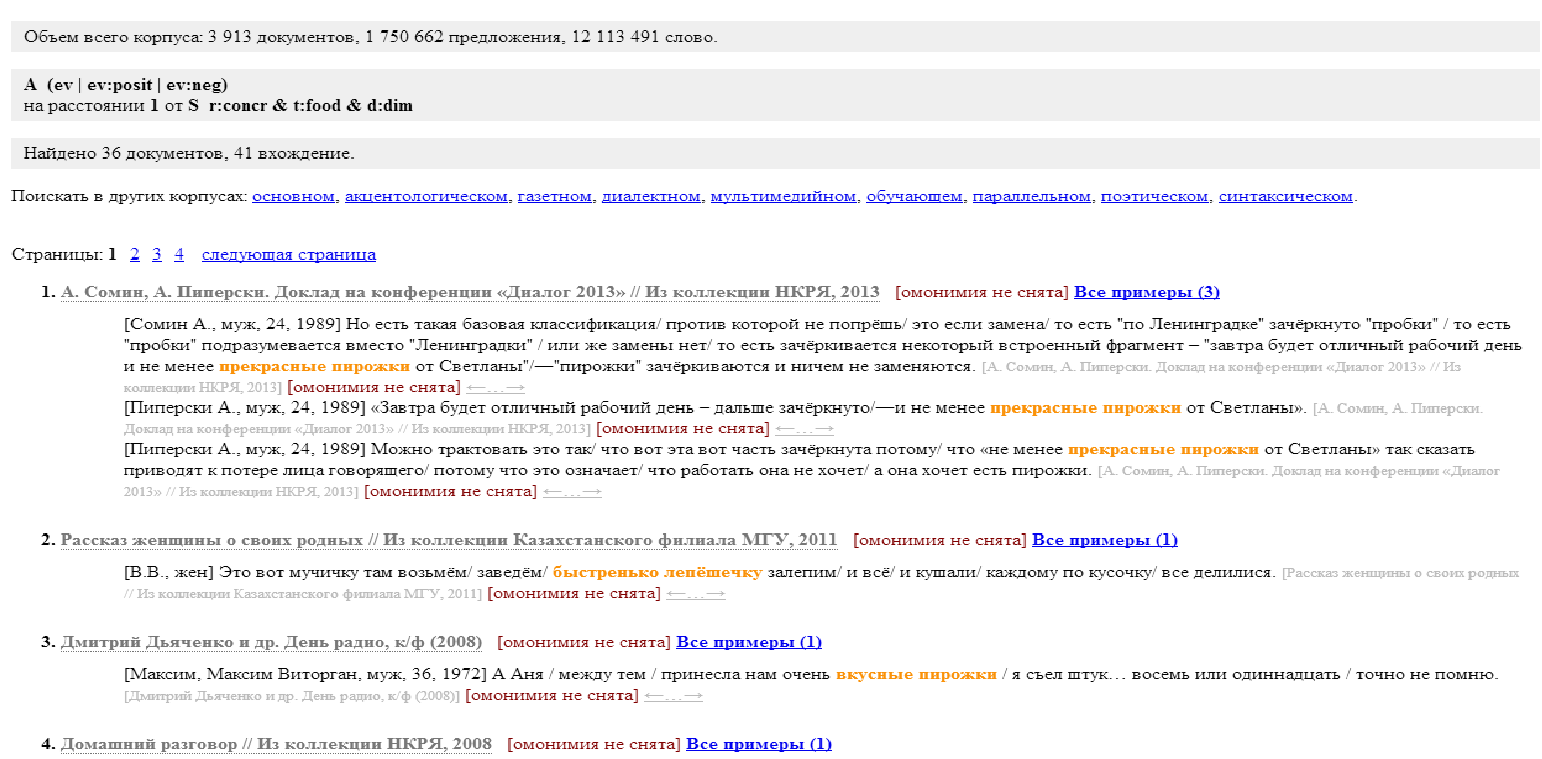 Объем всего корпуса: 3 913 документов, 1 750 662 предложения, 12 113 491 слово.
A (ev | ev:posit | ev:neg)
на расстоянии 1 от S r:concr & t:food & d:dim
Найдено 36 документов, 41 вхождение.
Поискать в других корпусах: основном, акцентологическом, газетном, диалектном, мультимедийном, обучающем, параллельном, поэтическом, синтаксическом.
Страницы: 1 2 3 4 следующая страница
1. А. Сомин, А. Пиперски. Доклад на конференции «Диалог 2013» // Из коллекции НКРЯ, 2013 [омонимия не снята] Все примеры (3)
[Сомин А., муж, 24, 1989] Но есть такая базовая классификация/ против которой не попрёшь/ это если замена/ то есть "по Ленинградке" зачёркнуто "пробки" / то есть
"пробки" подразумевается вместо "Ленинградки" / или же замены нет/ то есть зачёркивается некоторый встроенный фрагмент – "завтра будет отличный рабочий день
и не менее прекрасные пирожки от Светланы"/—"пирожки" зачёркиваются и ничем не заменяются. [А. Сомин, А. Пиперски. Доклад на конференции «Диалог 2013» // Из
коллекции НКРЯ, 2013] [омонимия не снята] ←…→
[Пиперски А., муж, 24, 1989] «Завтра будет отличный рабочий день – дальше зачёркнуто/—и не менее прекрасные пирожки от Светланы». [А. Сомин, А. Пиперски.
Доклад на конференции «Диалог 2013» // Из коллекции НКРЯ, 2013] [омонимия не снята] ←…→
[Пиперски А., муж, 24, 1989] Можно трактовать это так/ что вот эта вот часть зачёркнута потому/ что «не менее прекрасные пирожки от Светланы» так сказать
приводят к потере лица говорящего/ потому что это означает/ что работать она не хочет/ а она хочет есть пирожки. [А. Сомин, А. Пиперски. Доклад на конференции «Диалог
2013» // Из коллекции НКРЯ, 2013] [омонимия не снята] ←…→
2. Рассказ женщины о своих родных // Из коллекции Казахстанского филиала МГУ, 2011 [омонимия не снята] Все примеры (1)
[В.В., жен] Это вот мучичку там возьмём/ заведём/ быстренько лепёшечку залепим/ и всё/ и кушали/ каждому по кусочку/ все делилися. [Рассказ женщины о своих родных
// Из коллекции Казахстанского филиала МГУ, 2011] [омонимия не снята] ←…→
3. Дмитрий Дьяченко и др. День радио, к/ф (2008) [омонимия не снята] Все примеры (1)
[Максим, Максим Виторган, муж, 36, 1972] А Аня / между тем / принесла нам очень вкусные пирожки / я съел штук… восемь или одиннадцать / точно не помню.
[Дмитрий Дьяченко и др. День радио, к/ф (2008)] [омонимия не снята] ←…→
4. Домашний разговор // Из коллекции НКРЯ, 2008 [омонимия не снята] Все примеры (1)